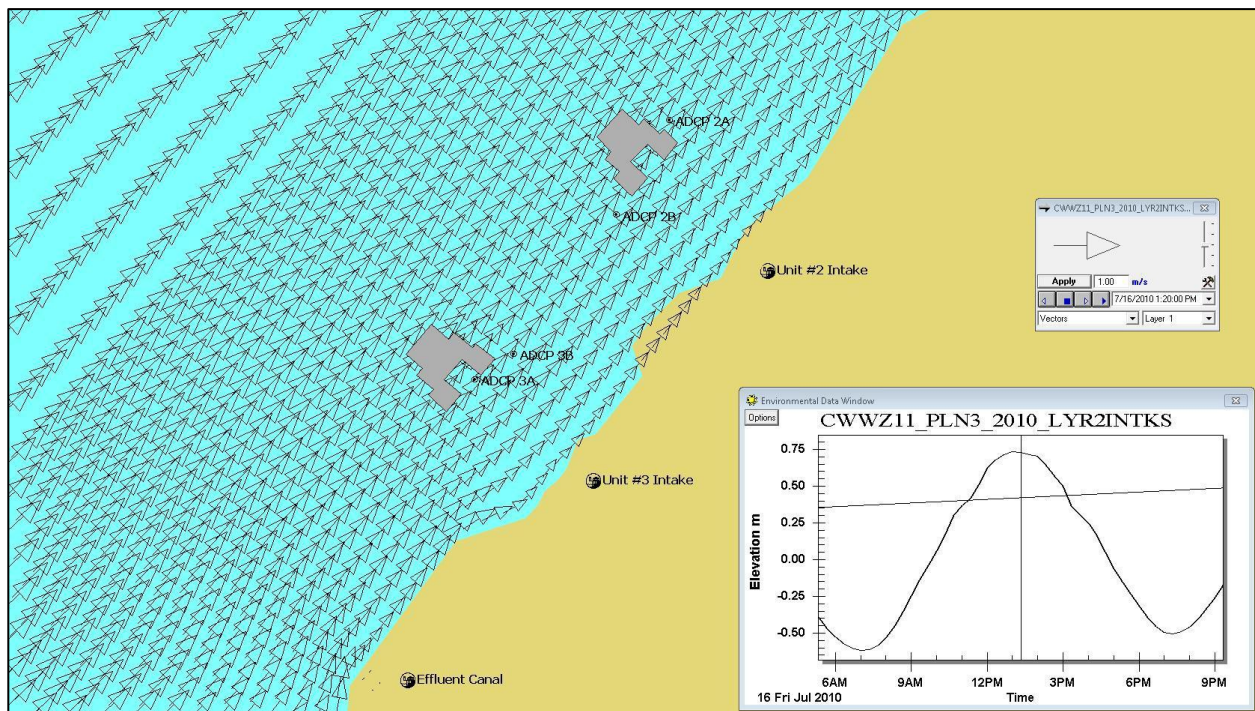 ADCP 2A
ADCP 2B
Unit #2 Intake
ADCP 3B
ADCP 3A
Unit #3 Intake
Effluent Canal
CWWZ11_PLN3_2010_LYR2INTKS...
Apply 1.00 m/s
7/16/2010 1:20:00 PM
Vectors Layer 1
Environmental Data Window
Options
CWWZ11_PLN3_2010_LYR2INTKS
Elevation m
0.75
0.50
0.25
0.00
-0.25
-0.50
6AM 9AM 12PM 3PM 6PM 9PM
16 Fri Jul 2010 Time